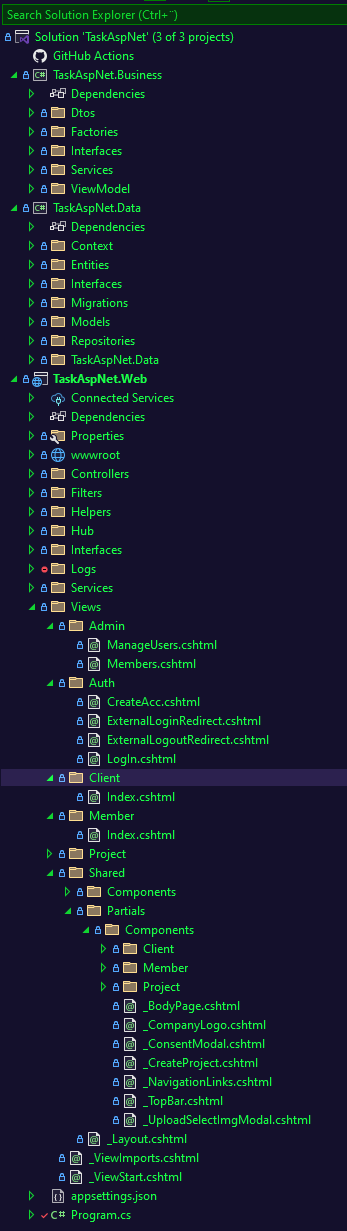 Search Solution Explorer (Ctrl+¨)
Solution 'TaskAspNet' (3 of 3 projects)
GitHub Actions
C# TaskAspNet.Business
Dependencies
Dtos
Factories
Interfaces
Services
ViewModel
C# TaskAspNet.Data
Dependencies
Context
Entities
Interfaces
Migrations
Models
Repositories
TaskAspNet.Data
TaskAspNet.Web
Connected Services
Dependencies
Properties
wwwroot
Controllers
Filters
Helpers
Hub
Interfaces
Logs
Services
Views
Admin
@ ManageUsers.cshtml
@ Members.cshtml
Auth
@ CreateAcc.cshtml
@ ExternalLoginRedirect.cshtml
@ ExternalLogoutRedirect.cshtml
@ LogIn.cshtml
Client
@ Index.cshtml
Member
@ Index.cshtml
Project
Shared
Components
Partials
Components
Client
Member
Project
@ _BodyPage.cshtml
@ _CompanyLogo.cshtml
@ _ConsentModal.cshtml
@ _CreateProject.cshtml
@ _NavigationLinks.cshtml
@ _TopBar.cshtml
@ _UploadSelectImgModal.cshtml
@ _Layout.cshtml
@ _ViewImports.cshtml
@ _ViewStart.cshtml
appsettings.json
C# Program.cs